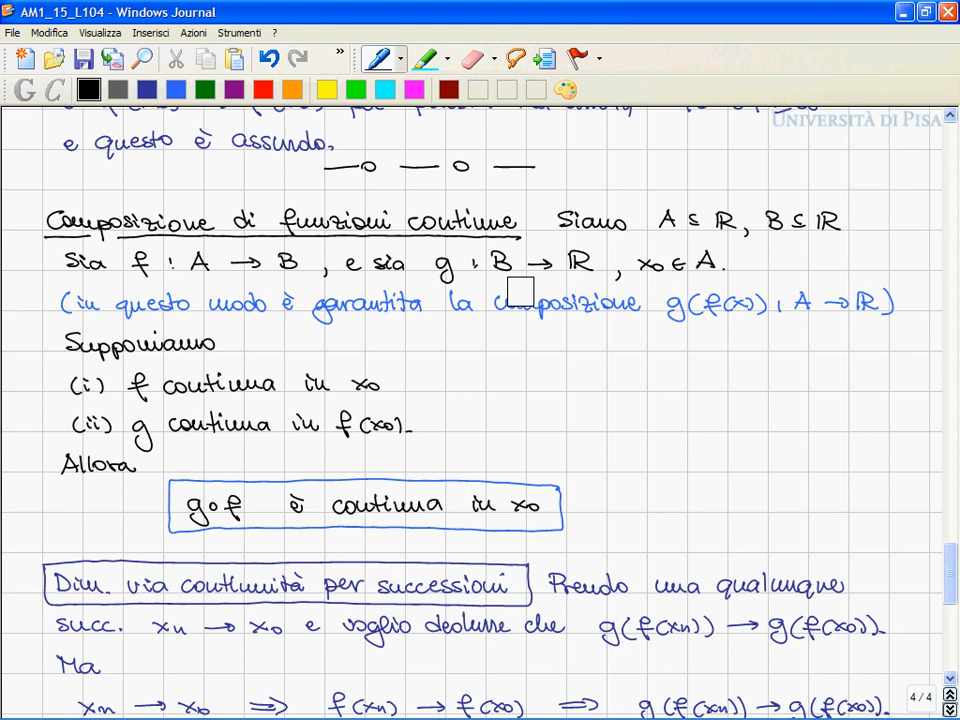 AM1_15_L104 - Windows Journal
File Modifica Visualizza Inserisci Azioni Strumenti ?
G C
UNIVERSITÀ DI PISA
e questo è assurdo.
Composizione di funzioni continue Siano A ⊆ ℝ, B ⊆ ℝ
Sia f : A → B , e sia g : B → ℝ , x0 ∈ A.
(in questo modo è garantita la composizione g(f(x)) : A → ℝ)
Supponiamo
(i) f continua in x0
(ii) g continua in f(x0).
Allora
g∘f è continua in x0
Dim. via continuità per successioni Prendo una qualunque
succ. xn → x0 e voglio dedurre che g(f(xn)) → g(f(x0)).
Ma
xn → x0 ⟹ f(xn) → f(x0) ⟹ g(f(xn)) → g(f(x0)).
4 / 4